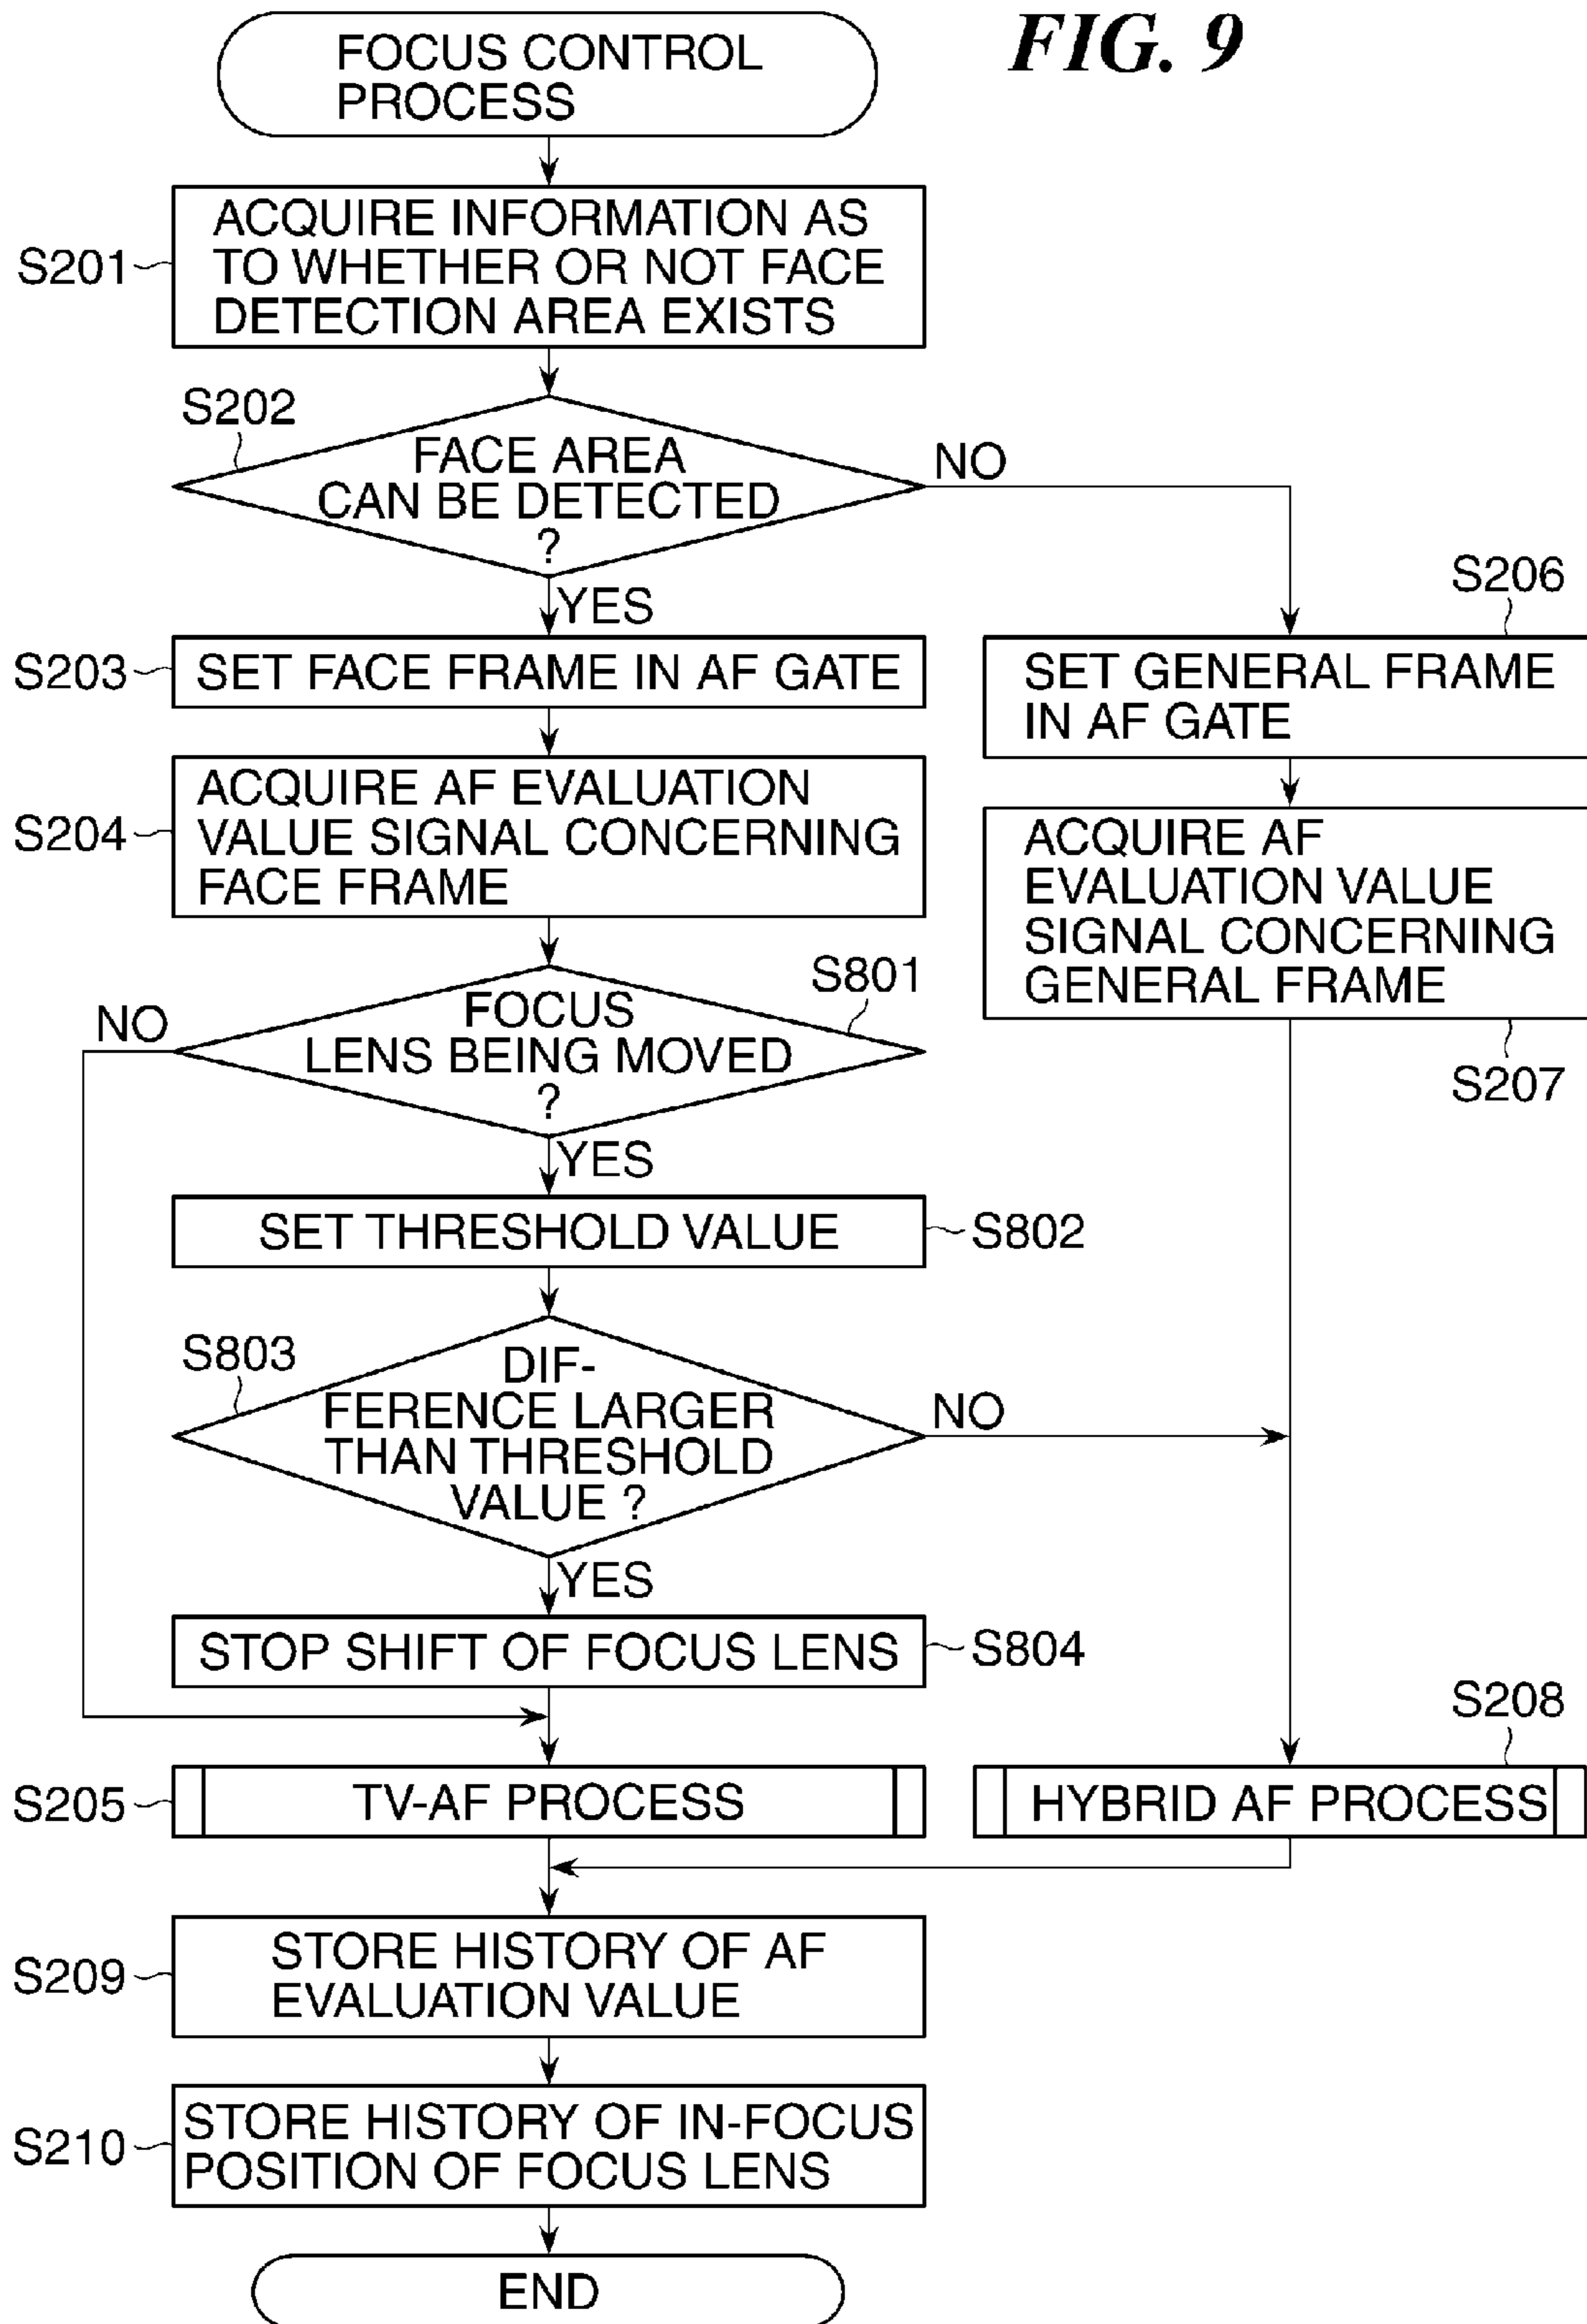 FIG. 9
FOCUS CONTROL
PROCESS
S201
ACQUIRE INFORMATION AS
TO WHETHER OR NOT FACE
DETECTION AREA EXISTS
S202
FACE AREA
CAN BE DETECTED
?
NO
YES
S203
SET FACE FRAME IN AF GATE
S206
SET GENERAL FRAME
IN AF GATE
S204
ACQUIRE AF EVALUATION
VALUE SIGNAL CONCERNING
FACE FRAME
ACQUIRE AF
EVALUATION VALUE
SIGNAL CONCERNING
GENERAL FRAME
S207
S801
FOCUS
LENS BEING MOVED
?
NO
YES
SET THRESHOLD VALUE
S802
S803
DIF-
FERENCE LARGER
THAN THRESHOLD
VALUE ?
NO
YES
STOP SHIFT OF FOCUS LENS
S804
S205
TV-AF PROCESS
S208
HYBRID AF PROCESS
S209
STORE HISTORY OF AF
EVALUATION VALUE
S210
STORE HISTORY OF IN-FOCUS
POSITION OF FOCUS LENS
END